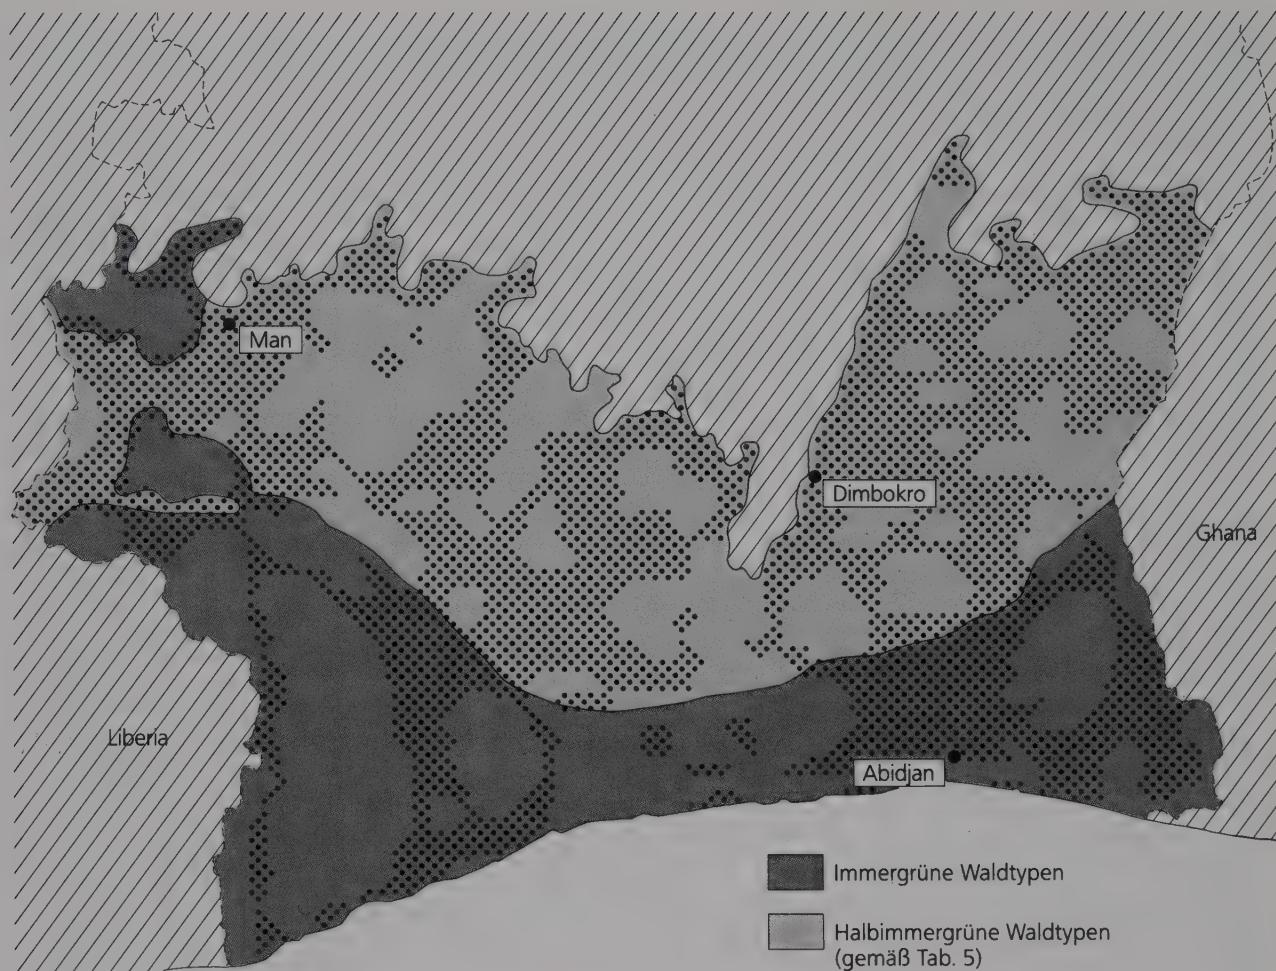 Man
Dimbokro
Ghana
Liberia
Abidjan
Immergrüne Waldtypen
Halbimmergrüne Waldtypen
(gemäß Tab. 5)